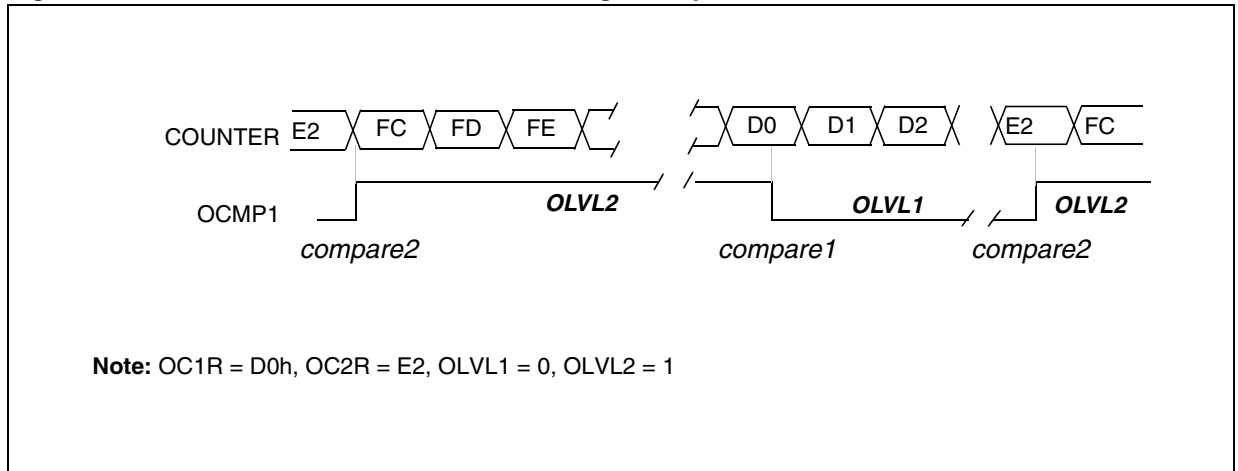 COUNTER E2 FC FD FE D0 D1 D2 E2 FC
OCMP1 OLVL2 OLVL1 OLVL2
compare2 compare1 compare2
Note: OC1R = D0h, OC2R = E2, OLVL1 = 0, OLVL2 = 1